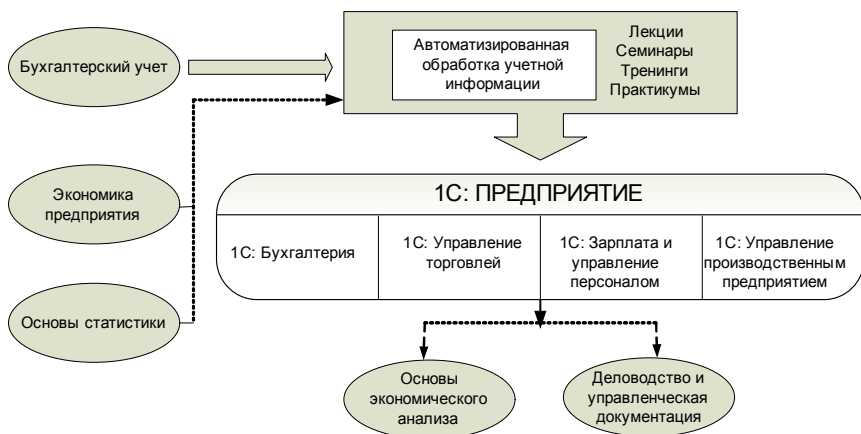 Бухгалтерский учет
Автоматизированная
обработка учетной
информации
Лекции
Семинары
Тренинги
Практикумы
Экономика
предприятия
Основы статистики
1С: ПРЕДПРИЯТИЕ
1С: Бухгалтерия
1С: Управление
торговлей
1С: Зарплата и
управление
персоналом
1С: Управление
производственным
предприятием
Основы
экономического
анализа
Деловодство и
управленческая
документация